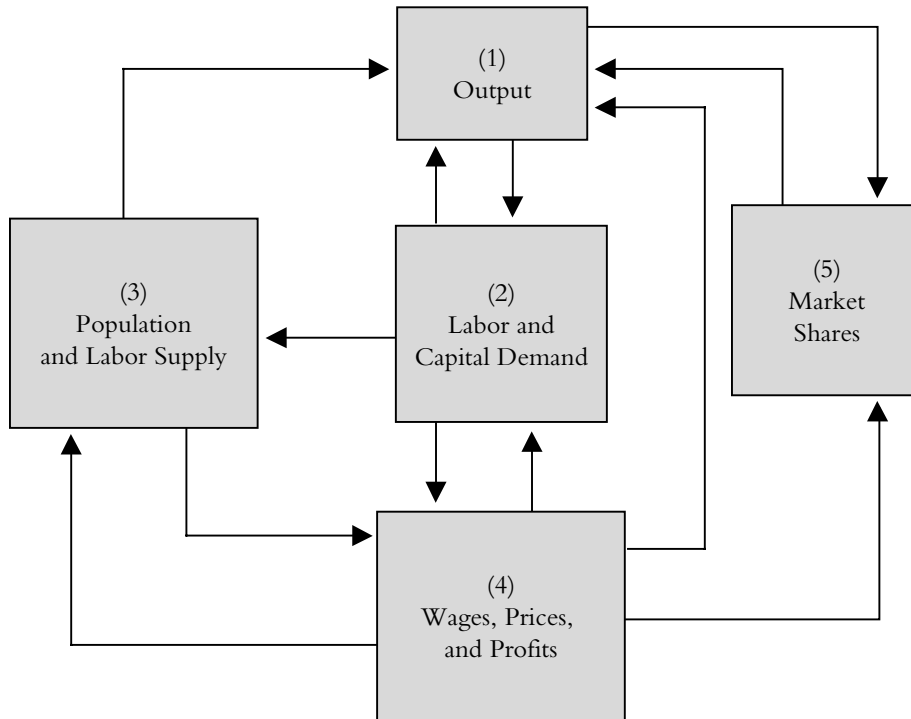 (1)
Output
(3)
Population
and Labor Supply
(2)
Labor and
Capital Demand
(5)
Market
Shares
(4)
Wages, Prices,
and Profits